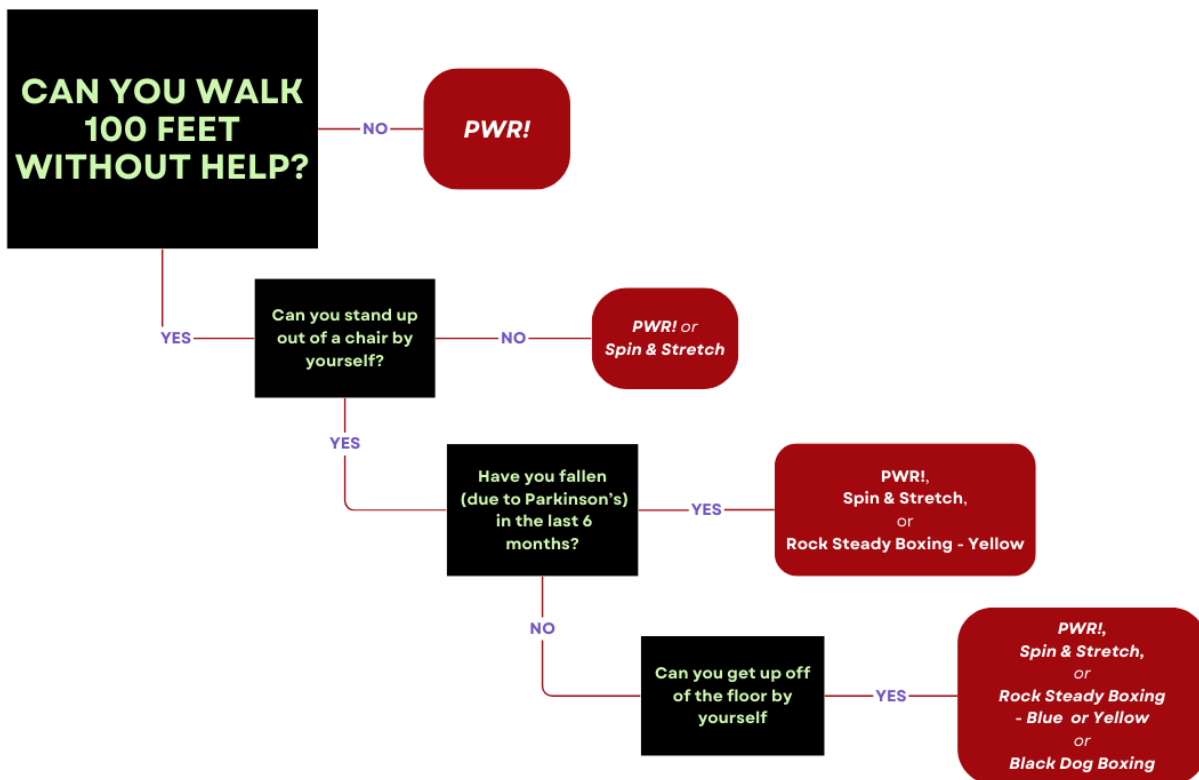 CAN YOU WALK
100 FEET
WITHOUT HELP?
NO
PWR!
YES
Can you stand up
out of a chair by
yourself?
NO
PWR! or
Spin & Stretch
YES
Have you fallen
(due to Parkinson’s)
in the last 6
months?
YES
PWR!,
Spin & Stretch,
or
Rock Steady Boxing - Yellow
NO
Can you get up off
of the floor by
yourself
YES
PWR!,
Spin & Stretch,
or
Rock Steady Boxing
- Blue or Yellow
or
Black Dog Boxing